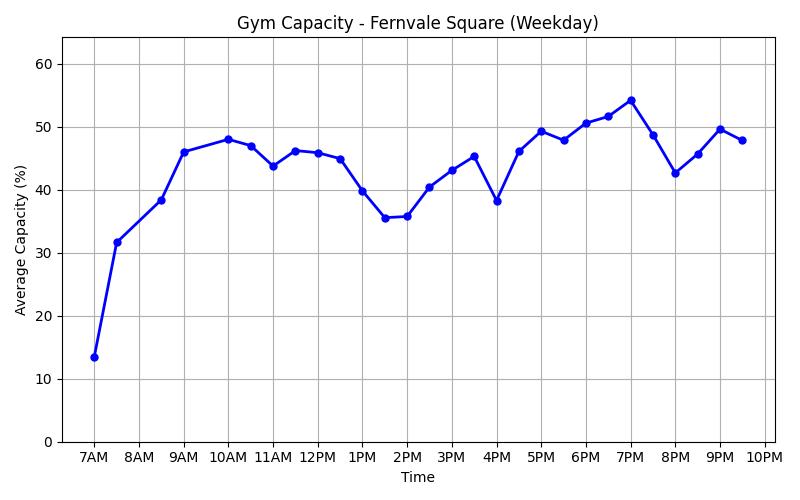 Gym Capacity - Fernvale Square (Weekday)
60
50
40
30
20
10
0
Average Capacity (%)
7AM 8AM 9AM 10AM 11AM 12PM 1PM 2PM 3PM 4PM 5PM 6PM 7PM 8PM 9PM 10PM
Time